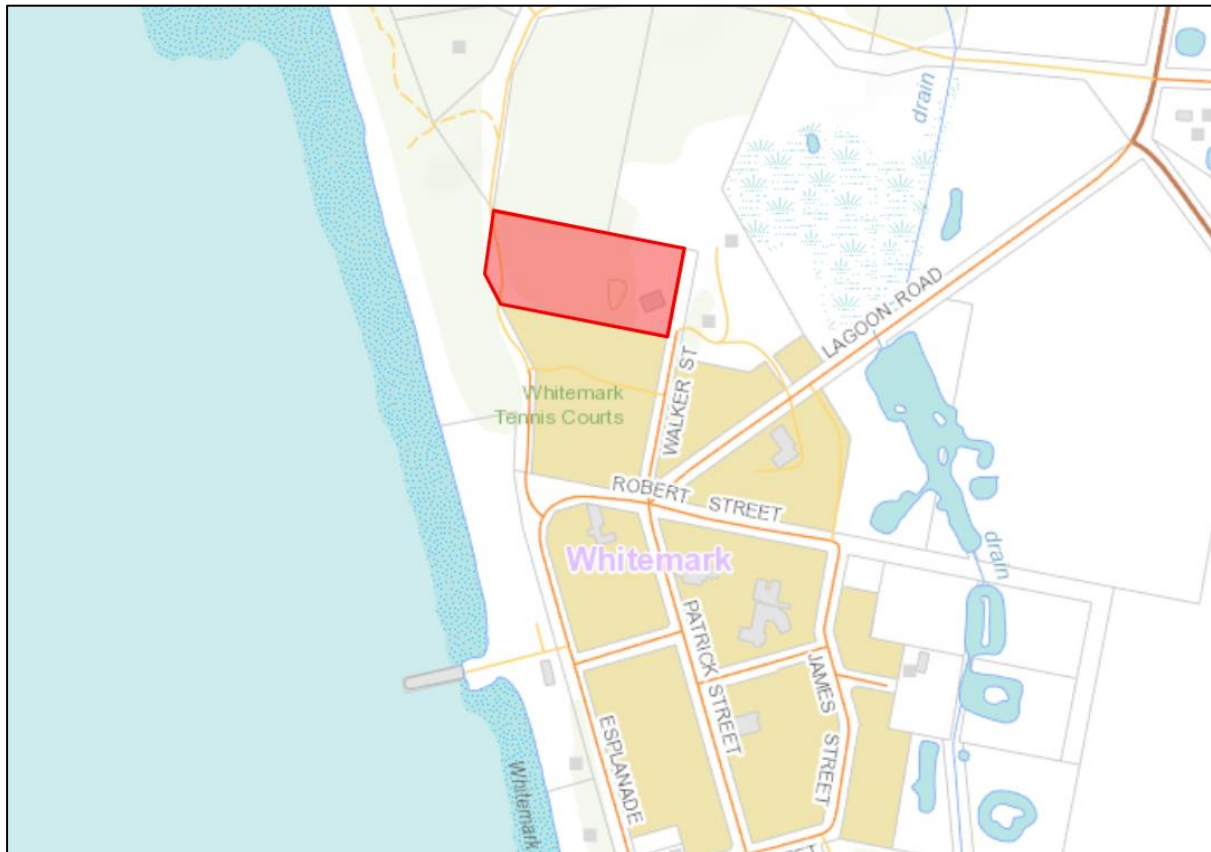 drain
LAGOON ROAD
Whitemark
Tennis Courts
WALKER ST
ROBERT STREET
Whitemark
drain
PATRICK STREET
JAMES STREET
ESPLANADE
Whitemark